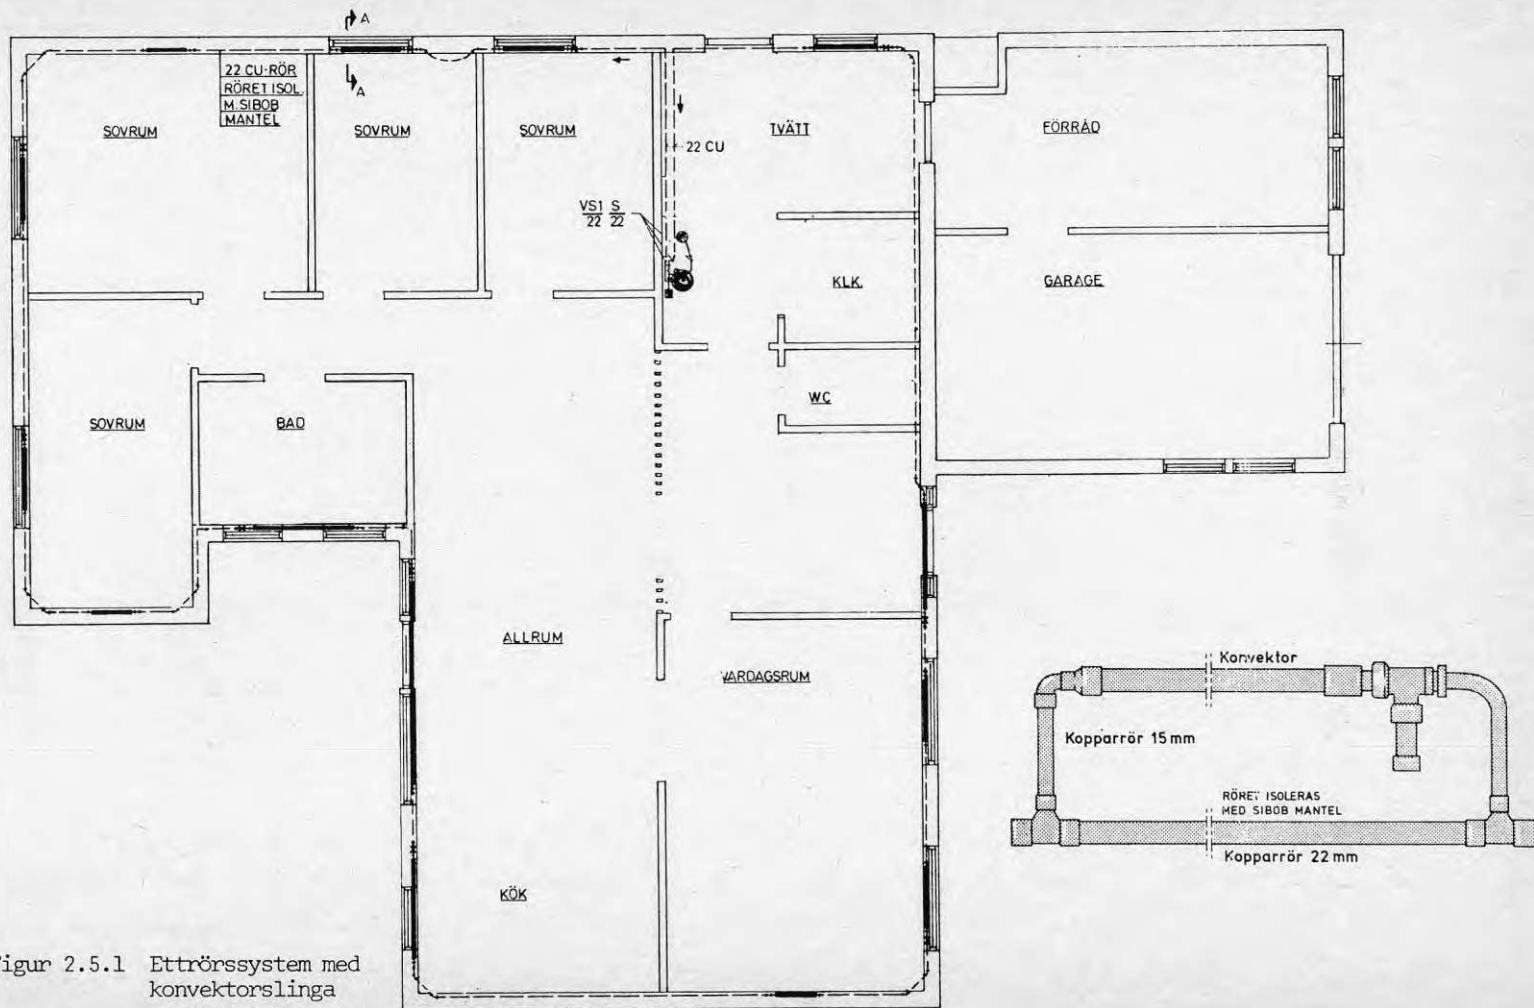 A
A
22 CU-RÖR
RÖRET ISOL.
M. SIBOB
MANTEL
SOVRUM
SOVRUM
SOVRUM
TVÄTT
FÖRRÅD
22 CU
VS1 S
22 22
KLK.
GARAGE
WC
SOVRUM
BAD
ALLRUM
VARDAGSRUM
KÖK
Konvektor
Kopparrör 15 mm
RÖRET ISOLERAS
MED SIBOB MANTEL
Kopparrör 22 mm
igur 2.5.1 Ettrörssystem med
konvektorslinga